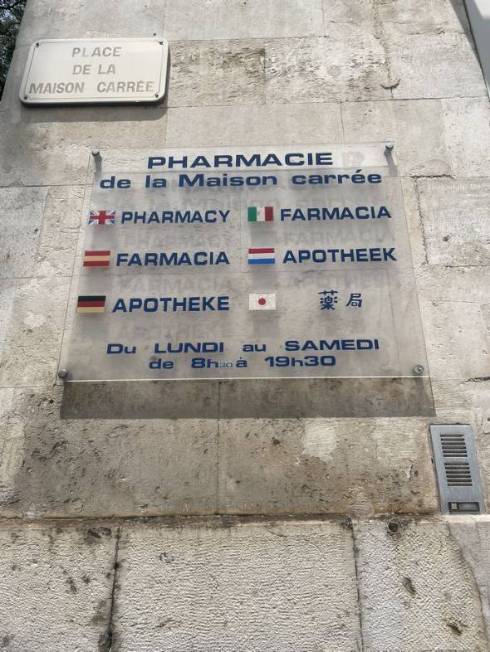 PLACE
DE LA
MAISON CARRÉE
PHARMACIE
de la Maison carrée
PHARMACY FARMACIA
FARMACIA APOTHEEK
APOTHEKE 薬局
Du LUNDI au SAMEDI
de 8h30 à 19h30